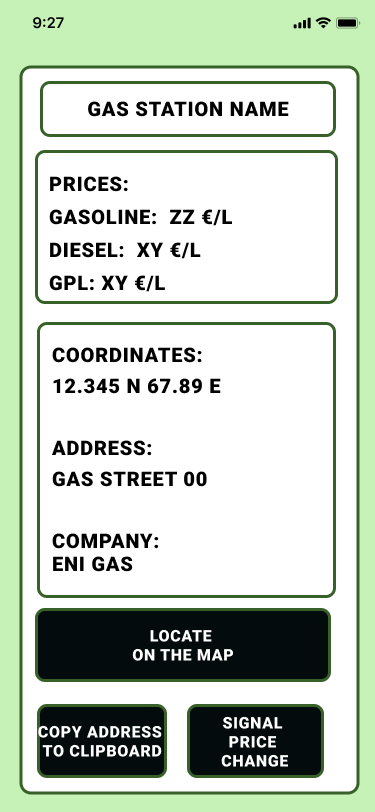 9:27
GAS STATION NAME
PRICES:
GASOLINE: ZZ €/L
DIESEL: XY €/L
GPL: XY €/L
COORDINATES:
12.345 N 67.89 E
ADDRESS:
GAS STREET 00
COMPANY:
ENI GAS
LOCATE
ON THE MAP
COPY ADDRESS
TO CLIPBOARD
SIGNAL
PRICE
CHANGE